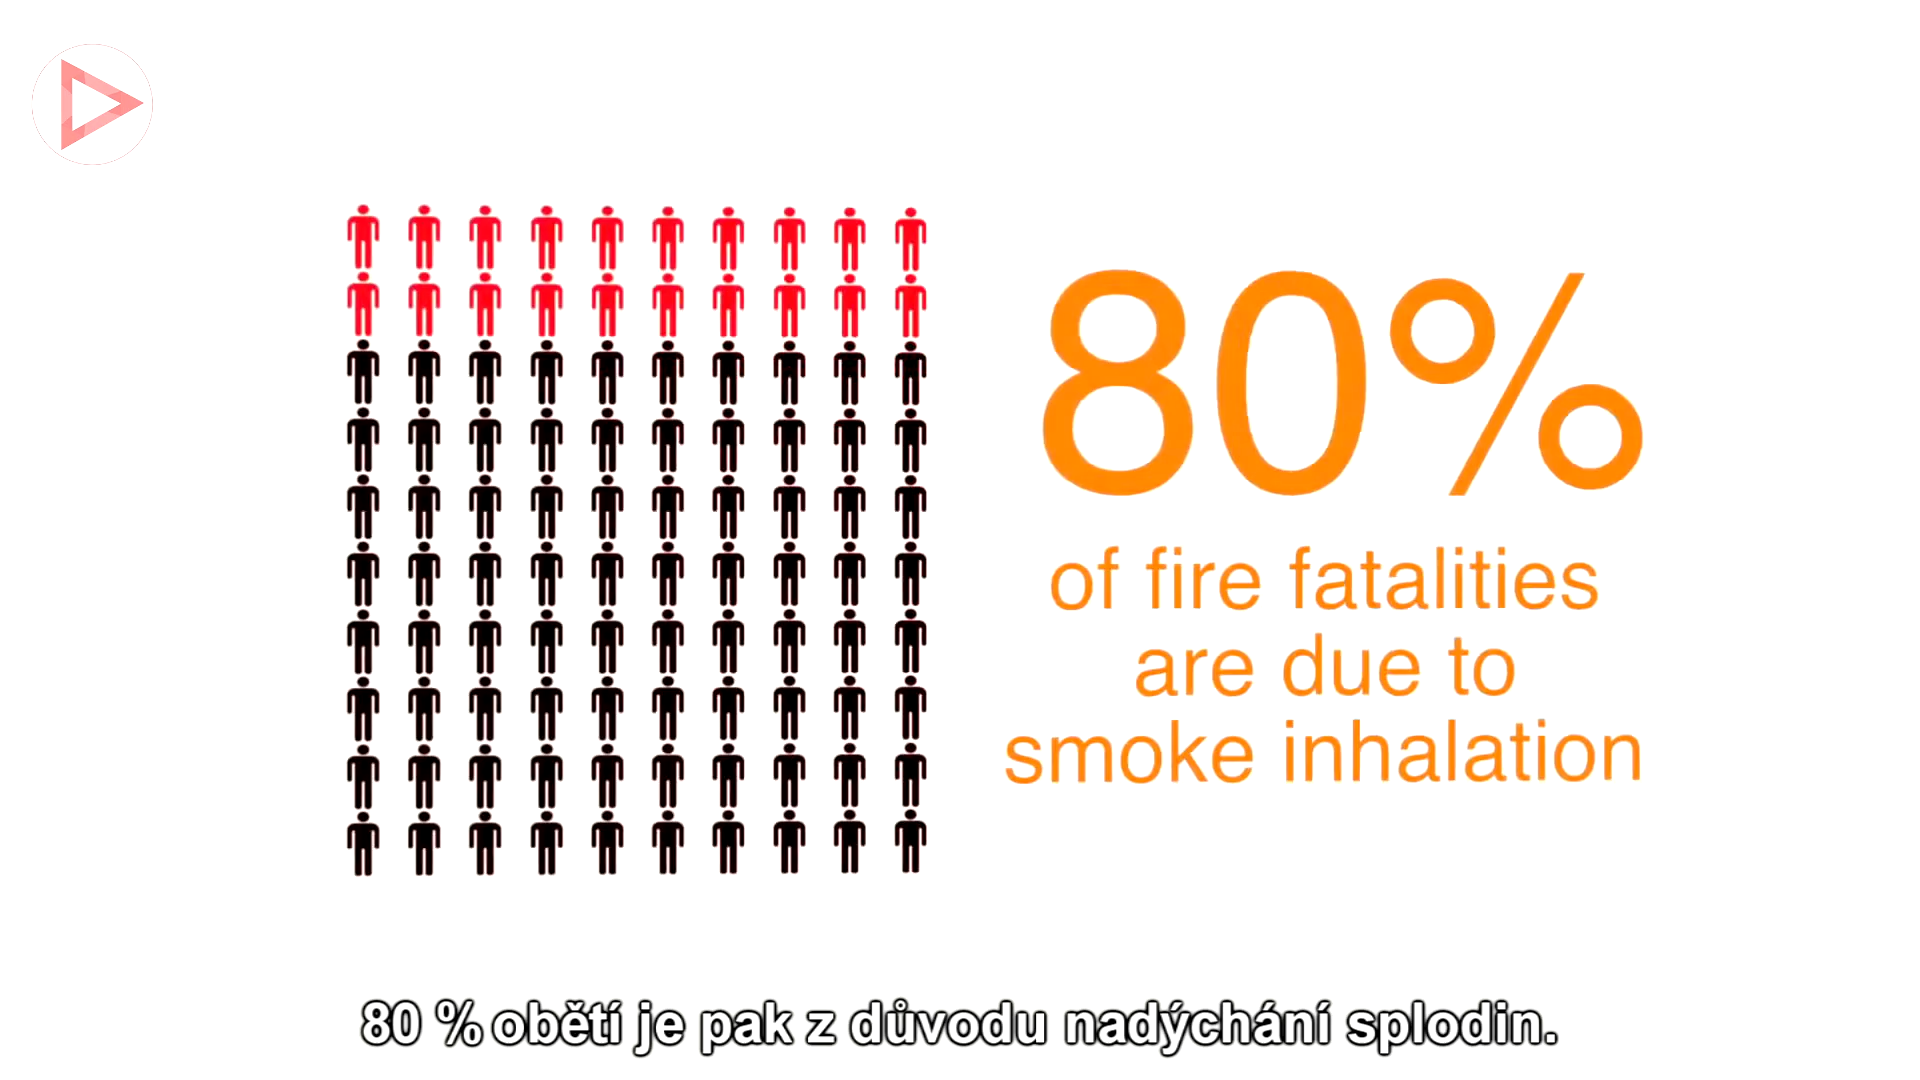 80%
of fire fatalities
are due to
smoke inhalation
80 % obětí je pak z důvodu nadýchání splodin.